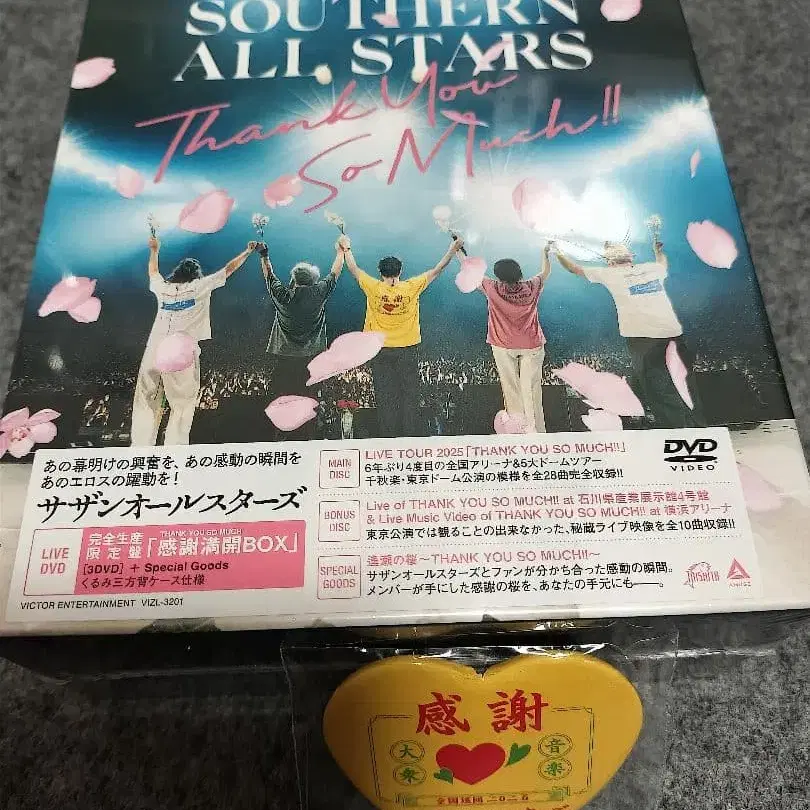 SOUTHERN
ALL STARS
Thank You
So Much!!
感謝
あの幕明けの興奮を、あの感動の瞬間を
あのエロスの躍動を!
サザンオールスターズ
LIVE
DVD
完全生産
限定盤
THANK YOU SO MUCH
「感謝満開BOX」
[3DVD] + Special Goods
くるみ三方背ケース仕様
VICTOR ENTERTAINMENT VIZL-3201
MAIN
DISC
LIVE TOUR 2025「THANK YOU SO MUCH!!」
6年ぶり4度目の全国アリーナ&5大ドームツアー
千秋楽・東京ドーム公演の模様を全28曲完全収録!!
DVD
VIDEO
BONUS
DISC
Live of THANK YOU SO MUCH!! at 石川県産業展示館4号館
& Live Music Video of THANK YOU SO MUCH!! at 横浜アリーナ
東京公演では観ることの出来なかった、秘蔵ライブ映像を全10曲収録!!
SPECIAL
GOODS
逢瀬の桜~THANK YOU SO MUCH!!~
サザンオールスターズとファンが分かち合った感動の瞬間。
メンバーが手にした感謝の桜を、あなたの手元にも――。
感謝
大衆
音楽